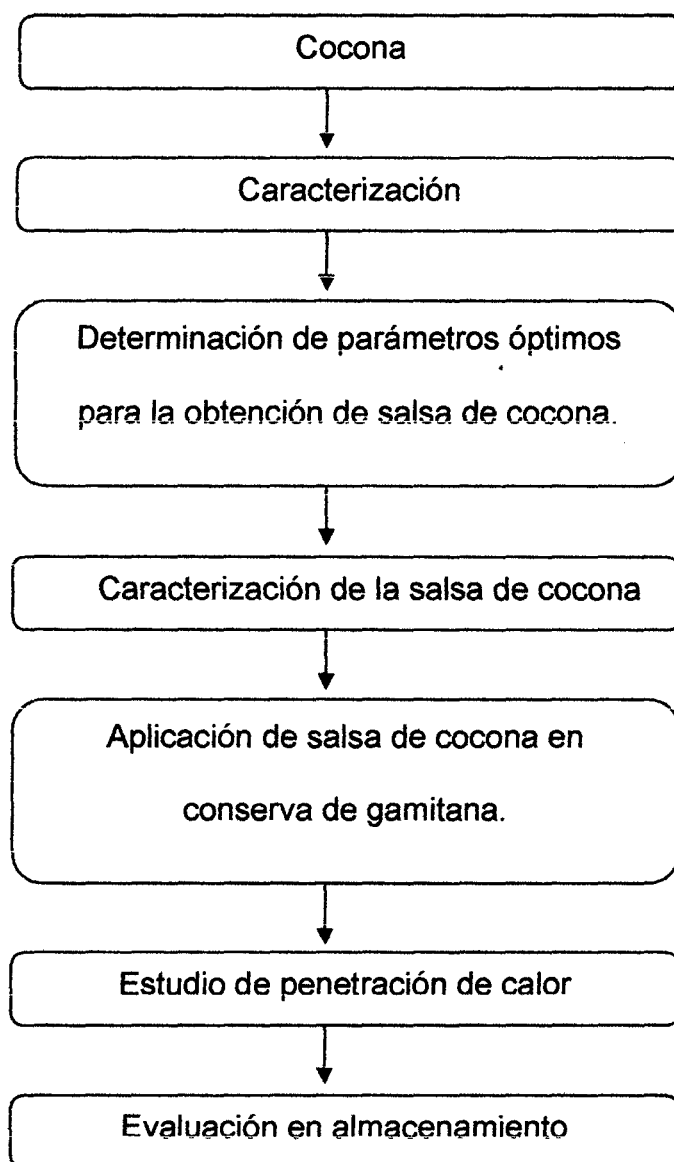 Cocona
Caracterización
Determinación de parámetros óptimos
para la obtención de salsa de cocona.
Caracterización de la salsa de cocona
Aplicación de salsa de cocona en
conserva de gamitana.
Estudio de penetración de calor
Evaluación en almacenamiento